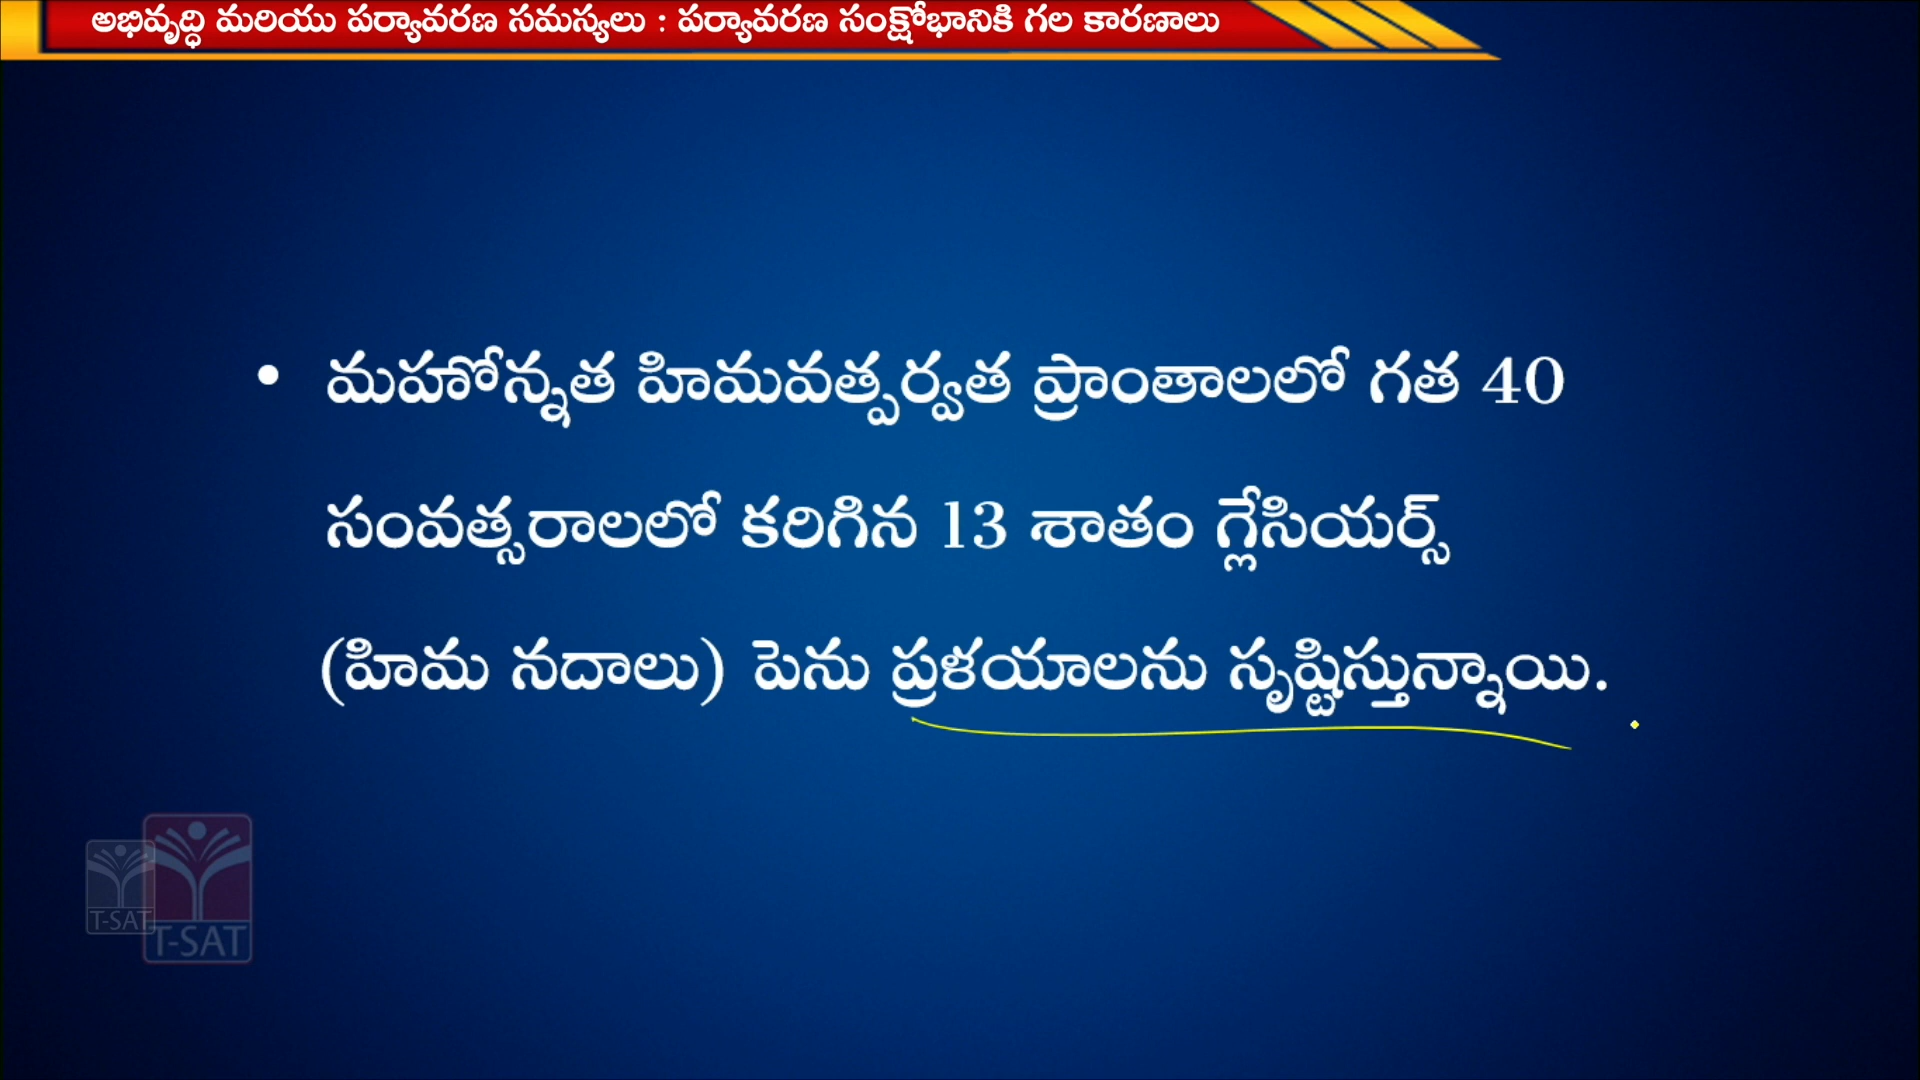 అభివృద్ధి మరియు పర్యావరణ సమస్యలు : పర్యావరణ సంక్షోభానికి గల కారణాలు
• మహోన్నత హిమవత్పర్వత ప్రాంతాలలో గత 40
సంవత్సరాలలో కరిగిన 13 శాతం గ్లేసియర్స్
(హిమ నదాలు) పెను ప్రళయాలను సృష్టిస్తున్నాయి.
T-SAT
T-SAT